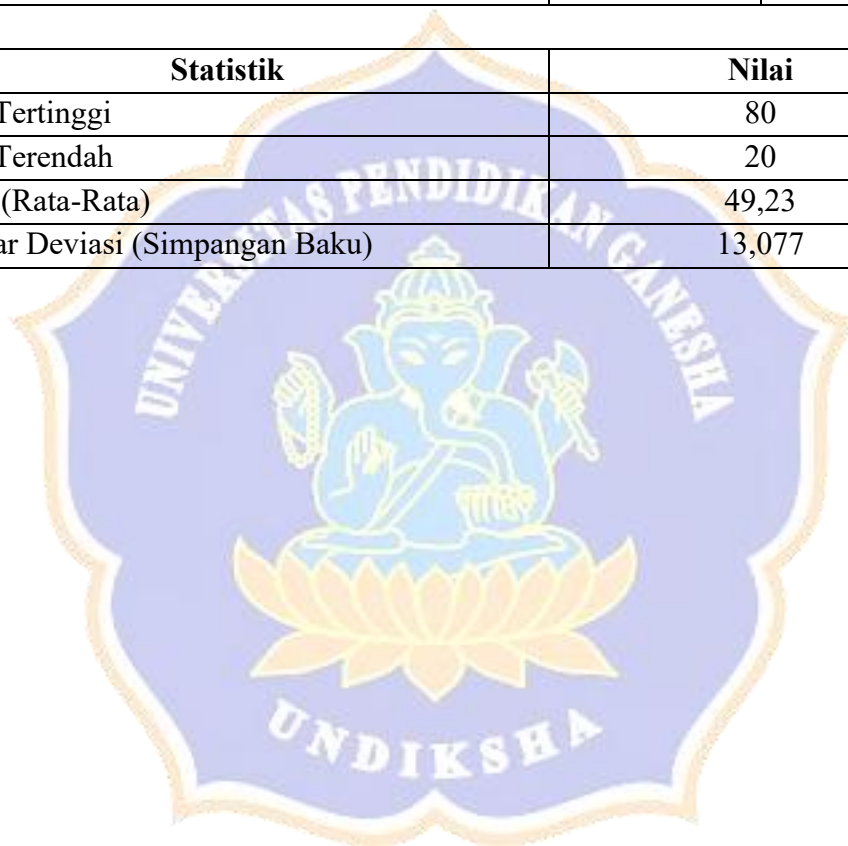 Statistik Nilai
Tertinggi 80
Terendah 20
(Rata-Rata) 49,23
ar Deviasi (Simpangan Baku) 13,077
UNIVERSITAS PENDIDIKAN GANESHA
UNDIKSHA